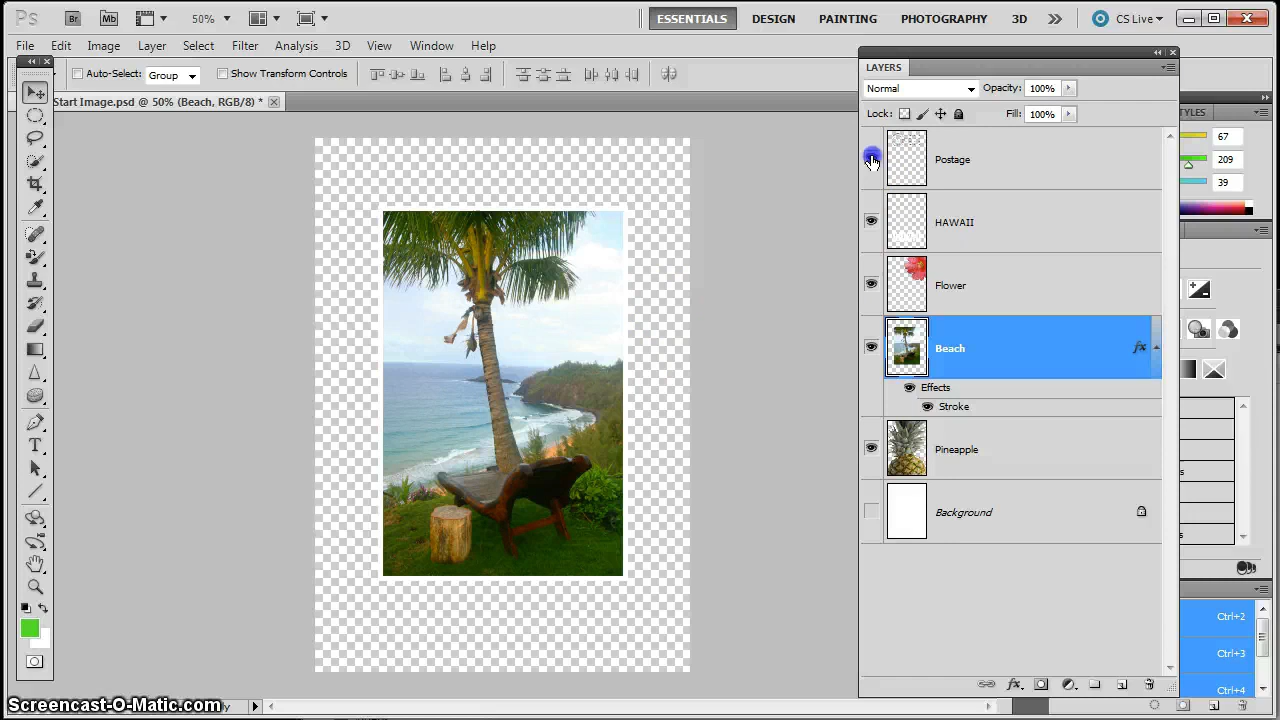 Ps Br Mb 50% ESSENTIALS DESIGN PAINTING PHOTOGRAPHY 3D CS Live
File Edit Image Layer Select Filter Analysis 3D View Window Help
Auto-Select: Group Show Transform Controls
Start Image.psd @ 50% (Beach, RGB/8) *
LAYERS
Normal Opacity: 100%
Lock: Fill: 100%
TYLES
67
209
39
Postage
HAWAII
Flower
Beach fx
Effects
Stroke
Pineapple
Background
Ctrl+2
Ctrl+3
Ctrl+4
Screencast-O-Matic.com